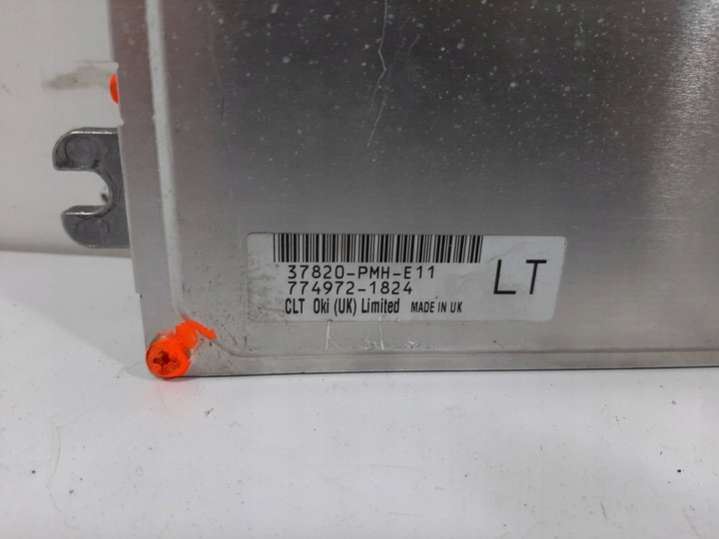 37820-PMH-E11
774972-1824
LT
CLT Oki (UK) Limited MADE IN UK